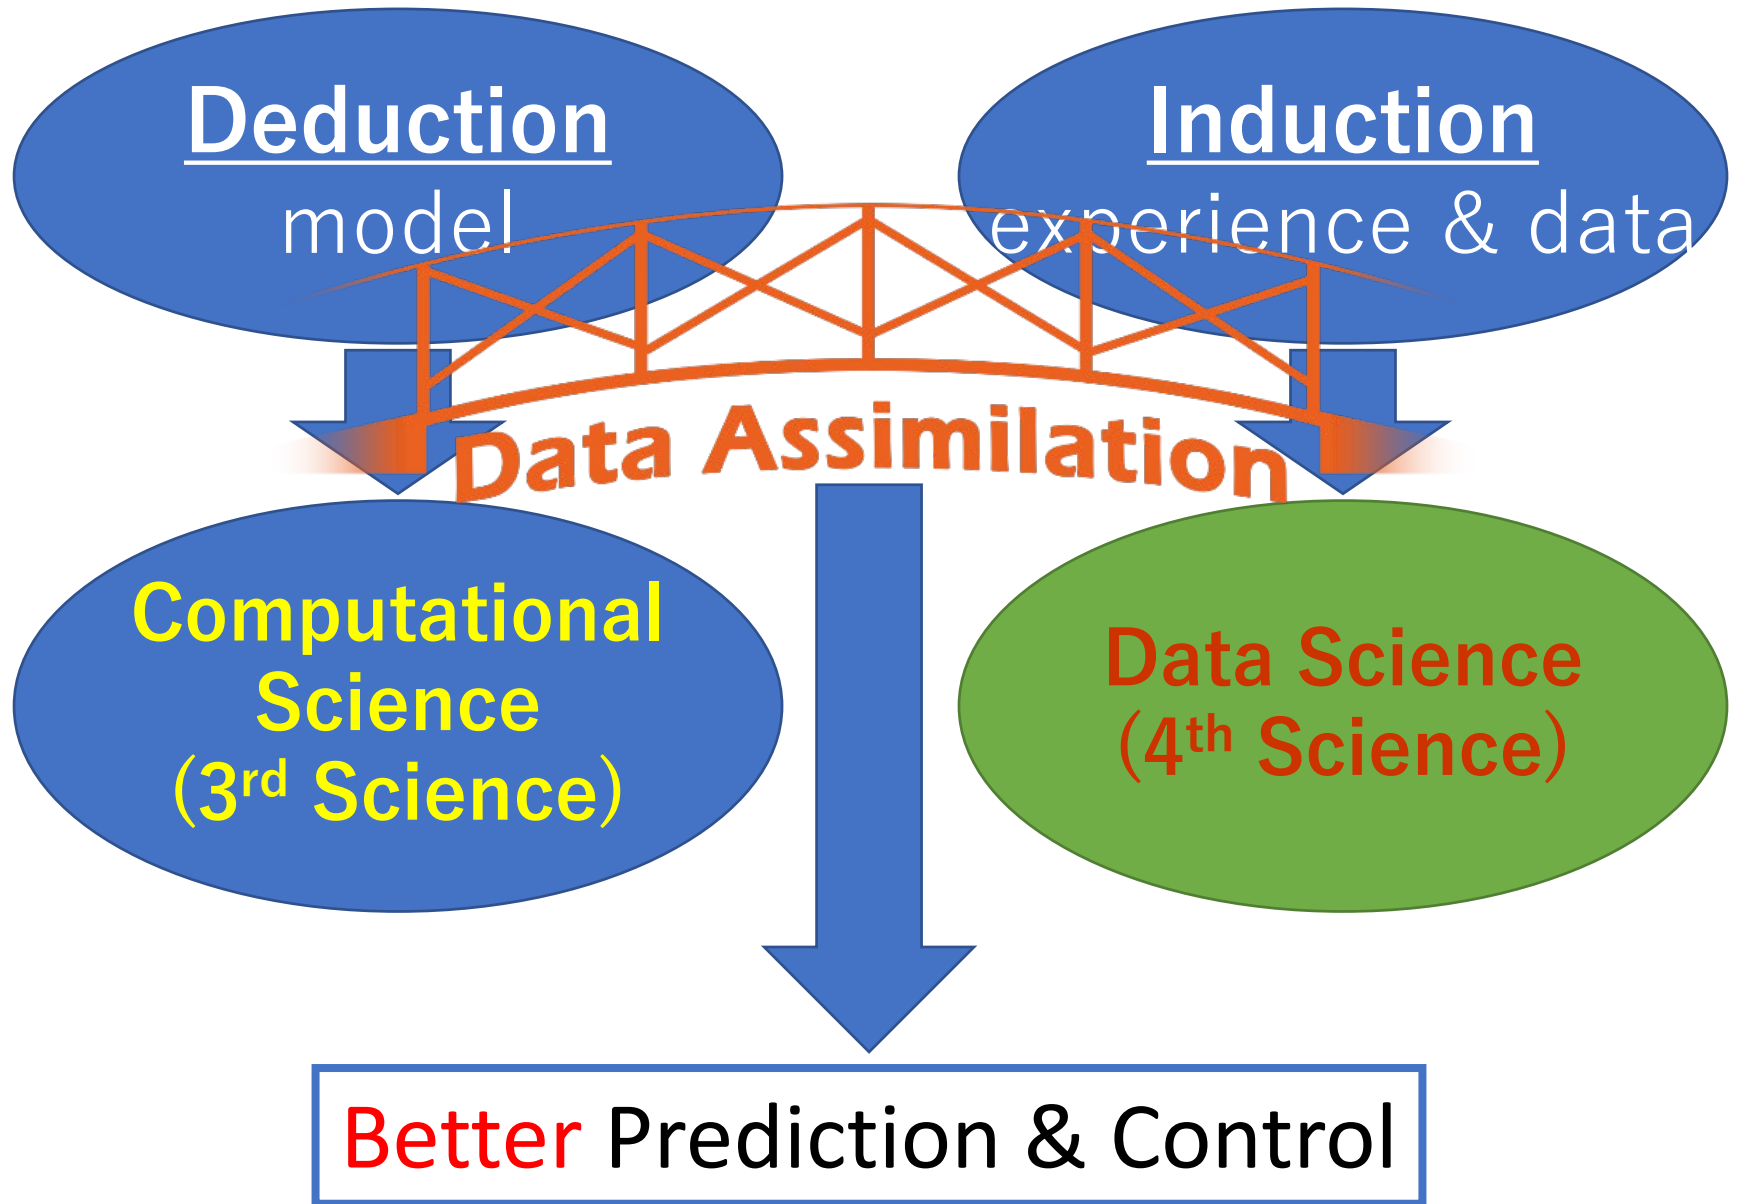 Deduction
model
Induction
experience & data
Data Assimilation
Computational
Science
(3rd Science)
Data Science
(4th Science)
Better Prediction & Control